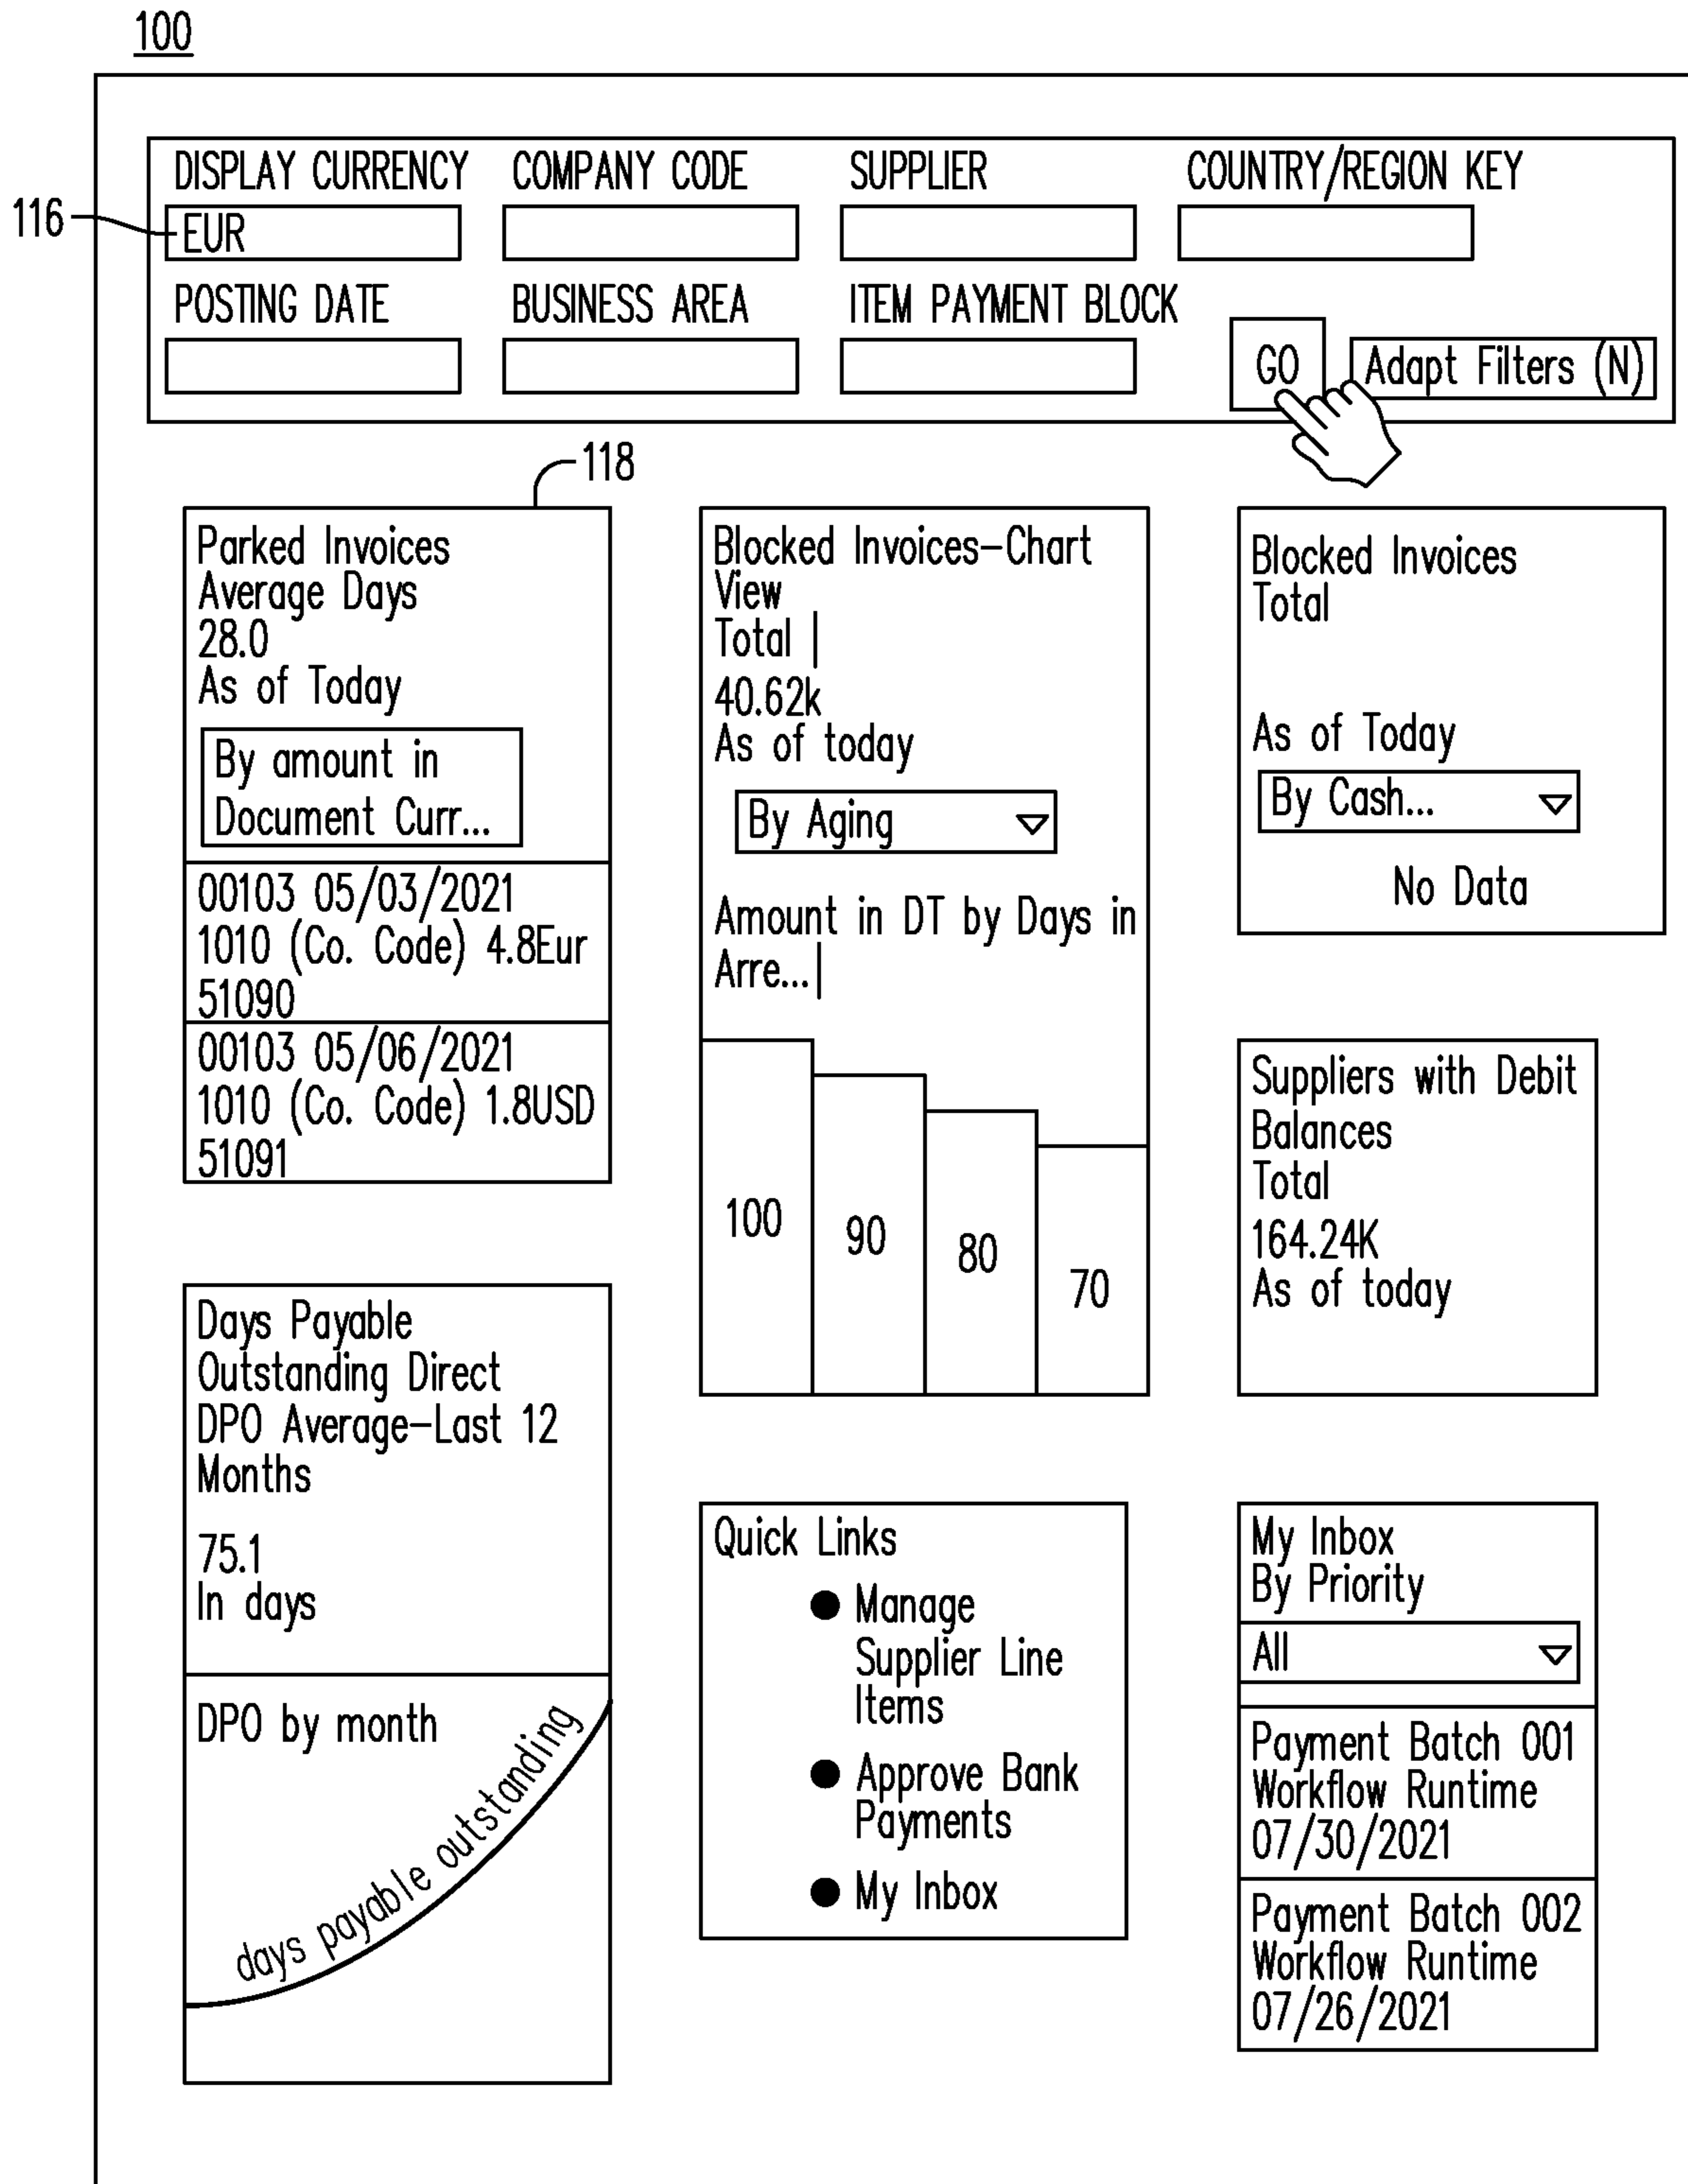 100
DISPLAY CURRENCY
COMPANY CODE
SUPPLIER
COUNTRY/REGION KEY
116
EUR
POSTING DATE
BUSINESS AREA
ITEM PAYMENT BLOCK
GO
Adapt Filters (N)
118
Parked Invoices
Average Days
28.0
As of Today
By amount in
Document Curr...
00103 05/03/2021
1010 (Co. Code) 4.8Eur
51090
00103 05/06/2021
1010 (Co. Code) 1.8USD
51091
Blocked Invoices-Chart
View
Total |
40.62k
As of today
By Aging
Amount in DT by Days in
Arre...|
100
90
80
70
Blocked Invoices
Total
As of Today
By Cash...
No Data
Suppliers with Debit
Balances
Total
164.24K
As of today
Days Payable
Outstanding Direct
DPO Average-Last 12
Months
75.1
In days
DPO by month
days payable outstanding
Quick Links
● Manage
Supplier Line
Items
● Approve Bank
Payments
● My Inbox
My Inbox
By Priority
All
Payment Batch 001
Workflow Runtime
07/30/2021
Payment Batch 002
Workflow Runtime
07/26/2021